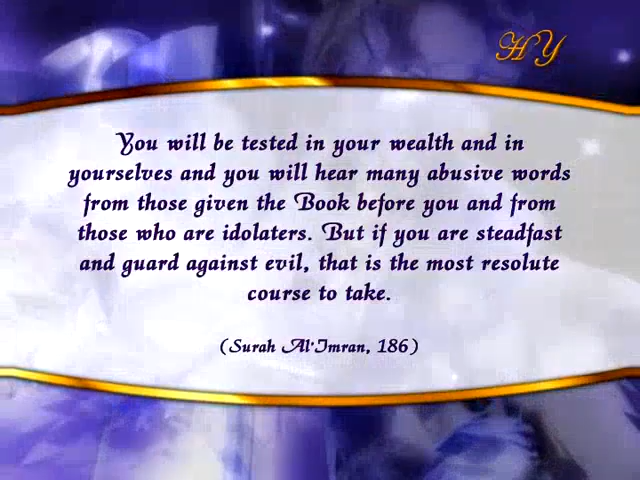 HY
You will be tested in your wealth and in
yourselves and you will hear many abusive words
from those given the Book before you and from
those who are idolaters. But if you are steadfast
and guard against evil, that is the most resolute
course to take.
(Surah Al'Imran, 186)